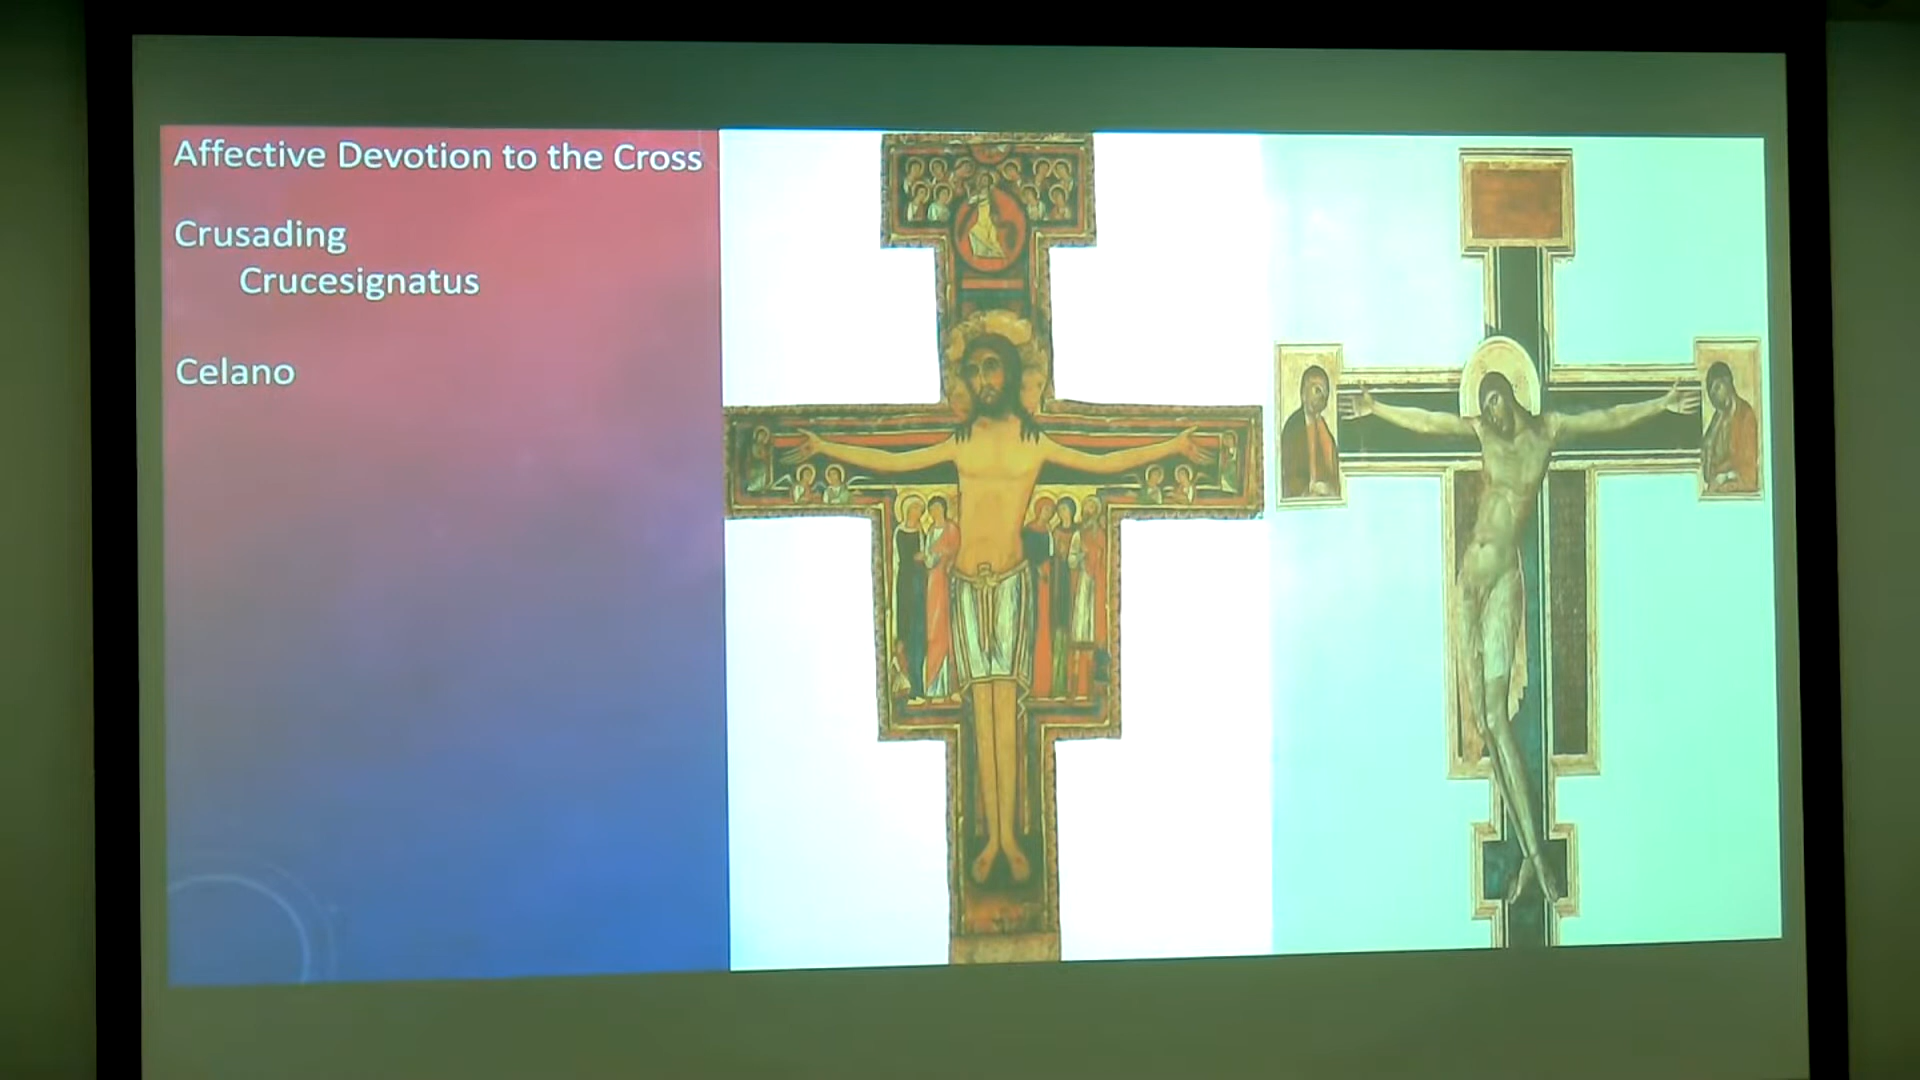 Affective Devotion to the Cross
Crusading
Crucesignatus
Celano